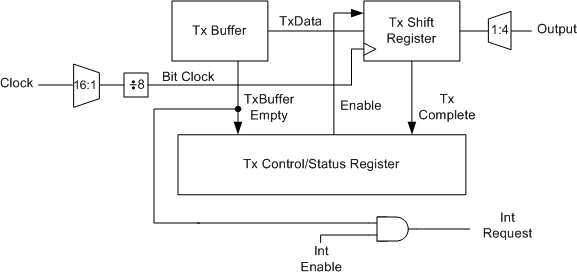 Tx Buffer
TxData
Tx Shift
Register
1:4
Output
Clock
16:1
÷8
Bit Clock
TxBuffer
Empty
Enable
Tx
Complete
Tx Control/Status Register
Int
Request
Int
Enable